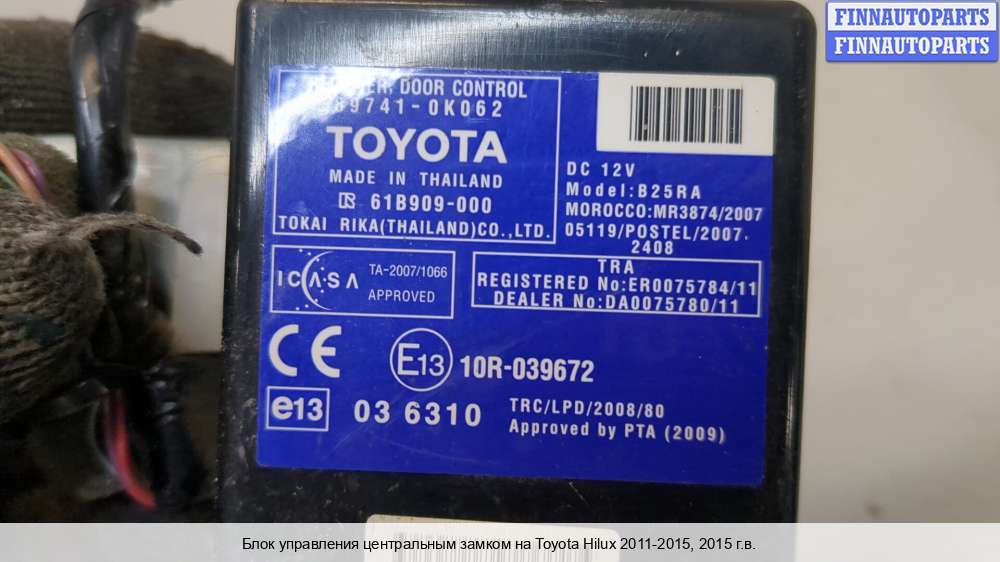 FINNAUTOPARTS
FINNAUTOPARTS
DOOR CONTROL
89741-0K062
TOYOTA
MADE IN THAILAND
61B909-000
TOKAI RIKA(THAILAND)CO.,LTD.
DC 12V
Model:B25RA
MOROCCO:MR3874/2007
05119/POSTEL/2007.
2408
ICASA
TA-2007/1066
APPROVED
TRA
REGISTERED No:ER0075784/11
DEALER No:DA0075780/11
CE
E13 10R-039672
e13 03 6310
TRC/LPD/2008/80
Approved by PTA (2009)
Блок управления центральным замком на Toyota Hilux 2011-2015, 2015 г.в.